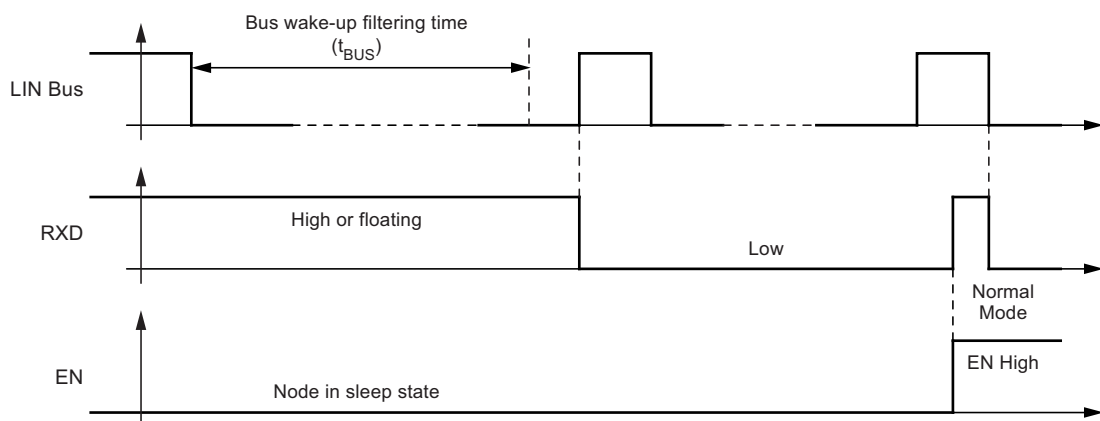 Bus wake-up filtering time
(tBUS)
LIN Bus
RXD
High or floating
Low
Normal
Mode
EN
Node in sleep state
EN High